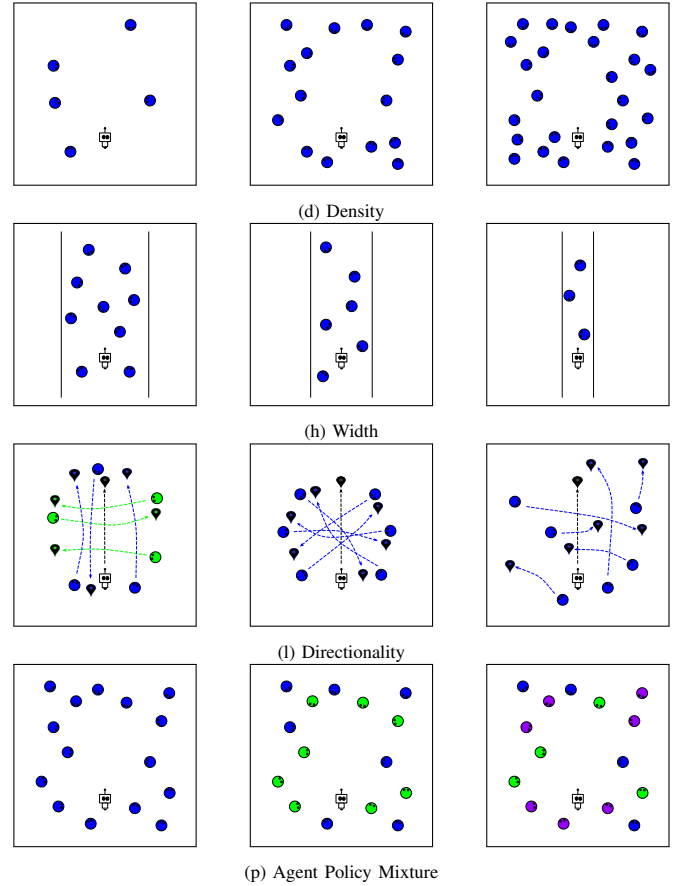 (d) Density
(h) Width
(l) Directionality
(p) Agent Policy Mixture